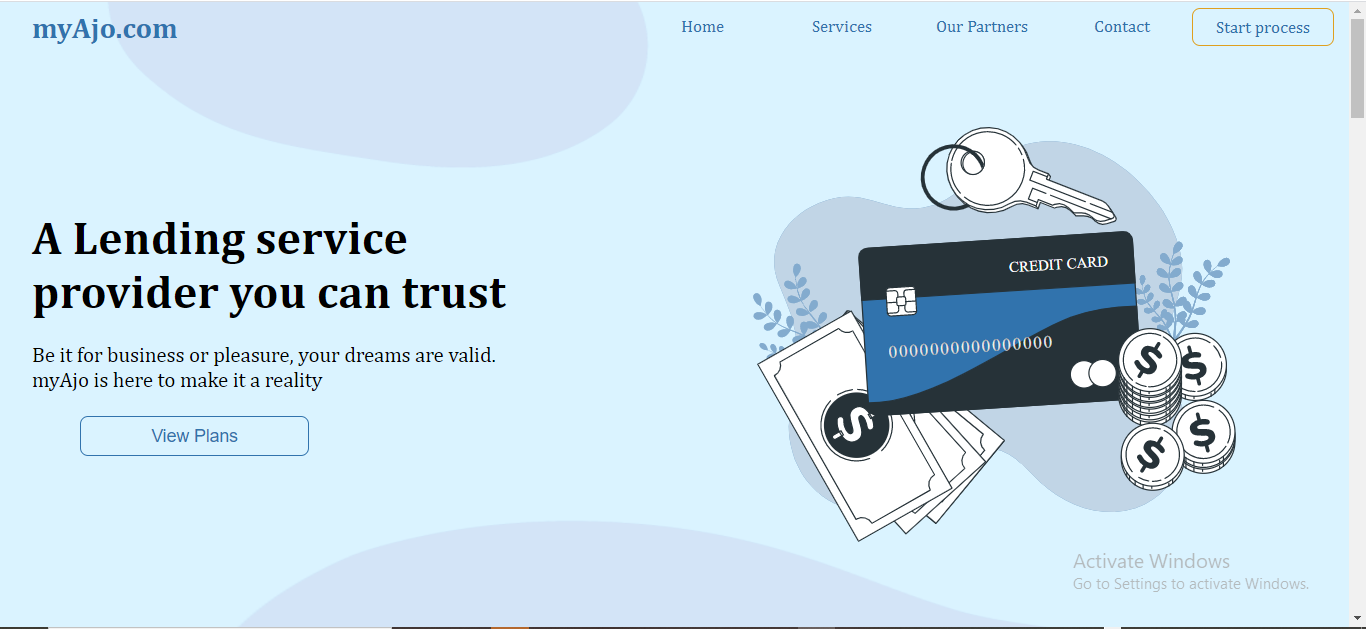 myAjo.com
Home
Services
Our Partners
Contact
Start process
A Lending service
provider you can trust
Be it for business or pleasure, your dreams are valid.
myAjo is here to make it a reality
View Plans
CREDIT CARD
0000000000000000
$
$
$
$
$
Activate Windows
Go to Settings to activate Windows.